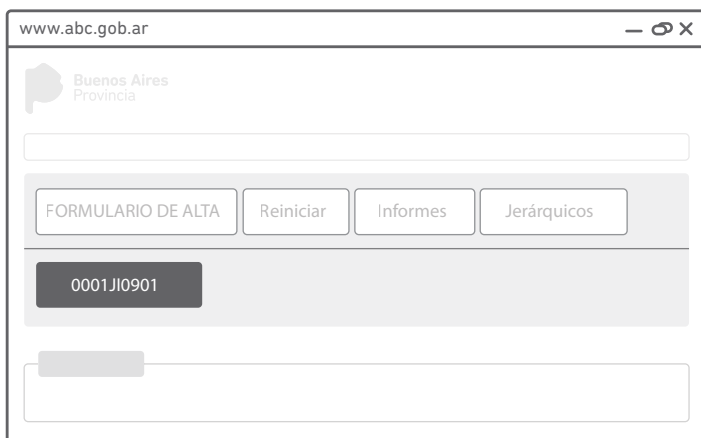 www.abc.gob.ar
Buenos Aires
Provincia
FORMULARIO DE ALTA
Reiniciar
Informes
Jerárquicos
0001JI0901